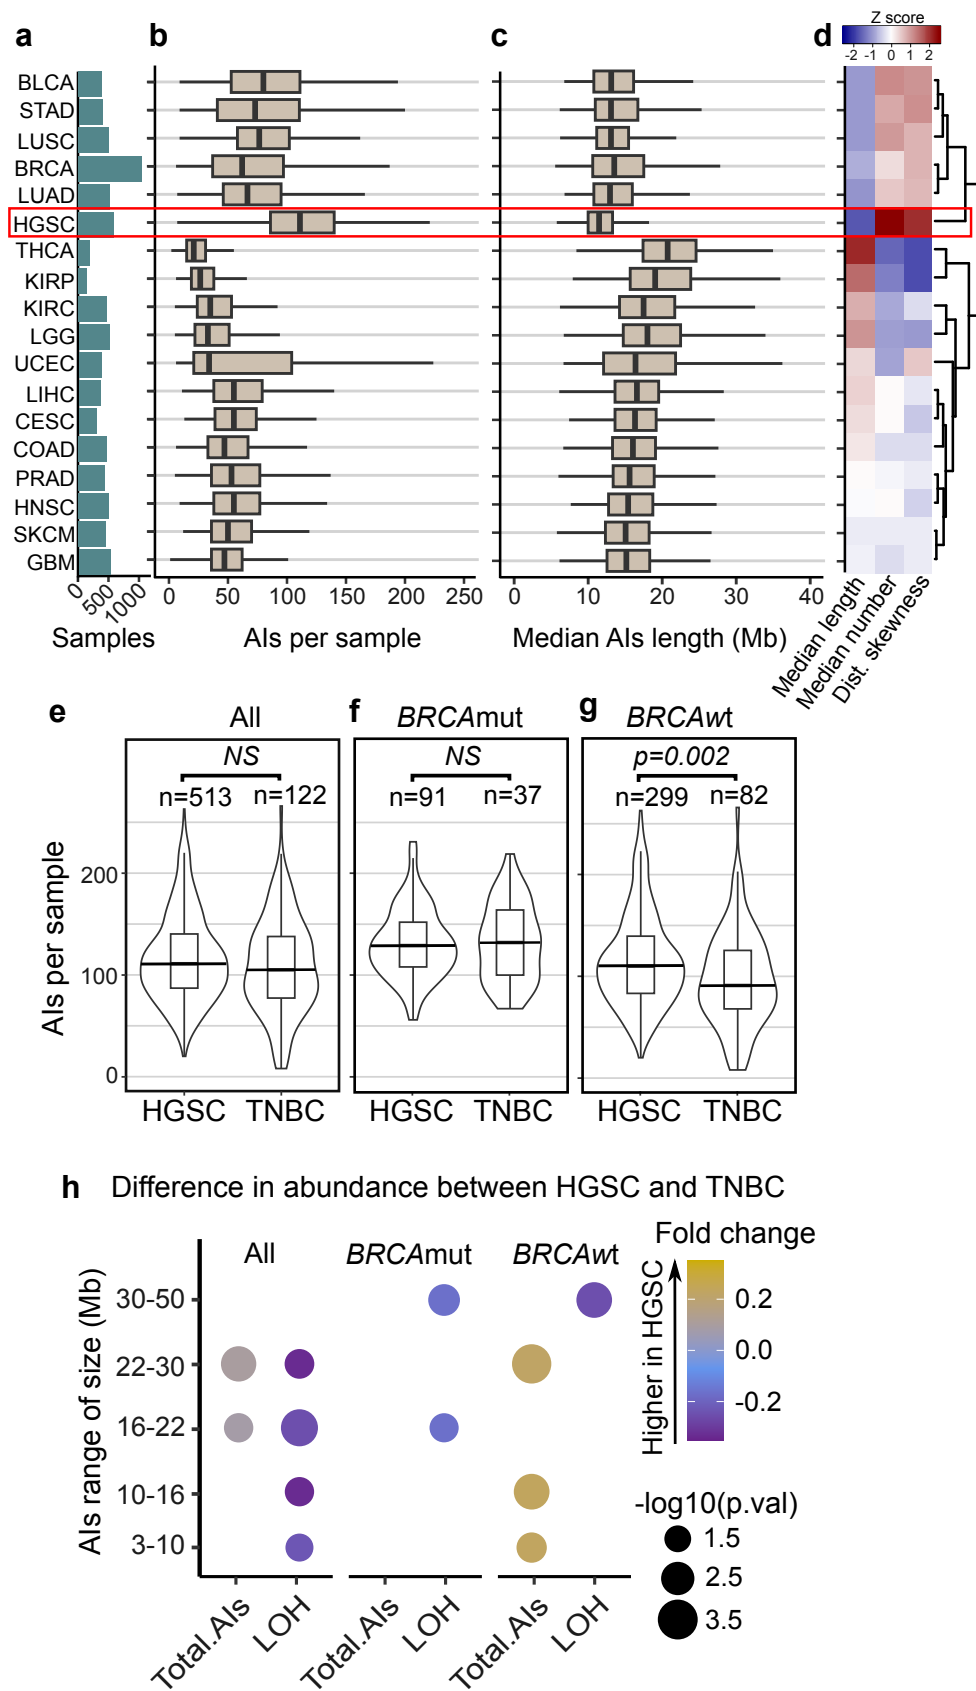 a b c d
Z score
-2 -1 0 1 2
BLCA
STAD
LUSC
BRCA
LUAD
HGSC
THCA
KIRP
KIRC
LGG
UCEC
LIHC
CESC
COAD
PRAD
HNSC
SKCM
GBM
0 500 1000
Samples
0 50 100 150 200 250
AIs per sample
0 10 20 30 40
Median AIs length (Mb)
Median length
Median number
Dist. skewness
e All
f BRCAmut
g BRCAwt
NS
n=513 n=122
NS
n=91 n=37
p=0.002
n=299 n=82
AIs per sample
200
100
0
HGSC TNBC
HGSC TNBC
HGSC TNBC
h Difference in abundance between HGSC and TNBC
All BRCAmut BRCAwt
AIs range of size (Mb)
30-50
22-30
16-22
10-16
3-10
Total.AIs LOH
Total.AIs LOH
Total.AIs LOH
Fold change
Higher in HGSC
0.2
0.0
-0.2
-log10(p.val)
1.5
2.5
3.5